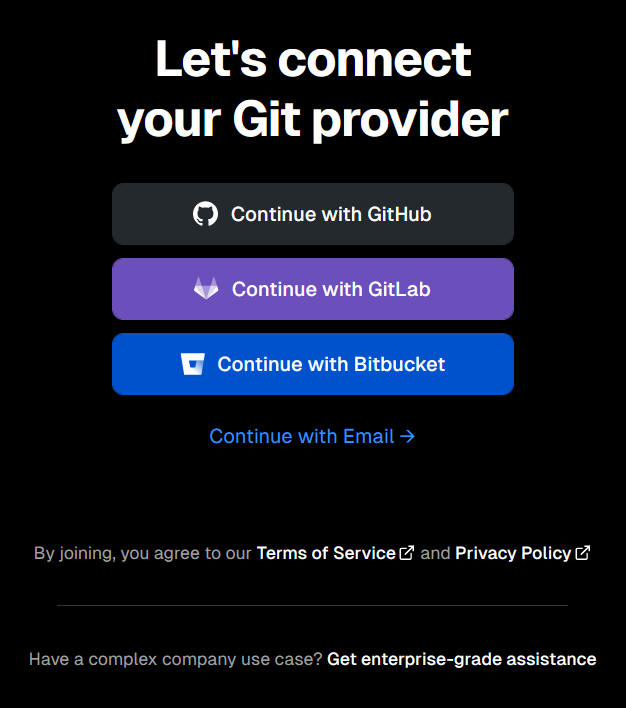 Let's connect
your Git provider
Continue with GitHub
Continue with GitLab
Continue with Bitbucket
Continue with Email →
By joining, you agree to our Terms of Service and Privacy Policy
Have a complex company use case? Get enterprise-grade assistance